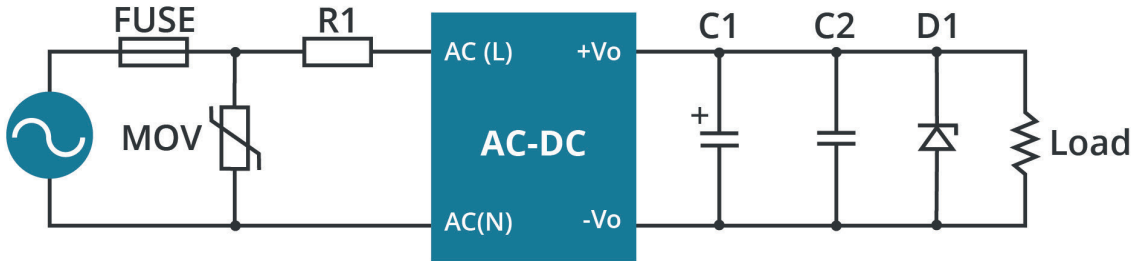 FUSE R1 C1 C2 D1
AC (L) +Vo
+
MOV AC-DC Load
AC(N) -Vo